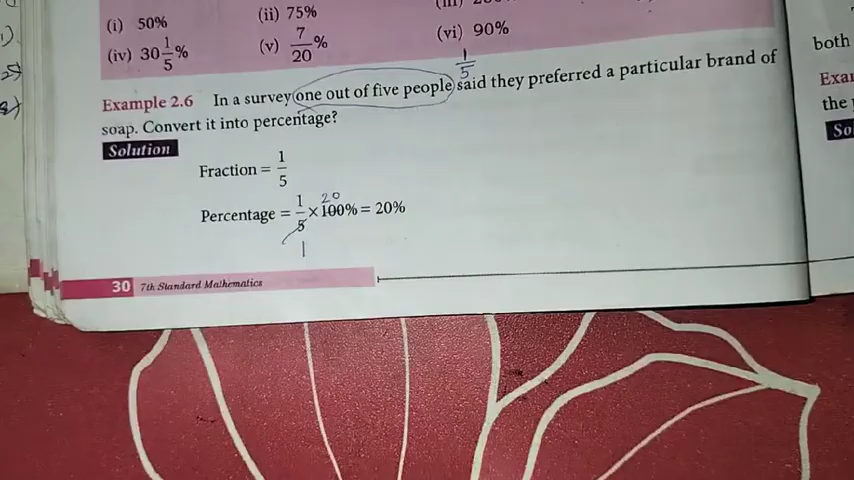 (i) 50%
(ii) 75%
(iv) 30 1/5 %
(v) 7/20 %
(vi) 90%
1/5
Example 2.6 In a survey one out of five people said they preferred a particular brand of
soap. Convert it into percentage?
Solution
Fraction = 1/5
20
Percentage = 1/5 × 100% = 20%
1
30 7th Standard Mathematics
both
Exa
the
So